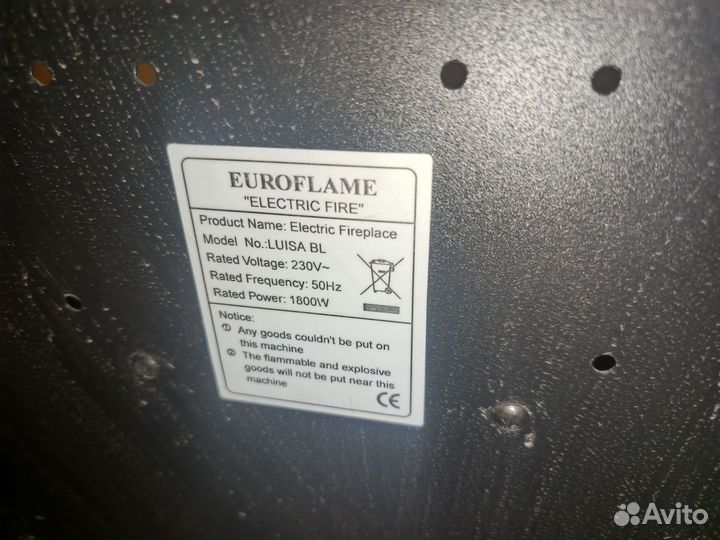 EUROFLAME
"ELECTRIC FIRE"
Product Name: Electric Fireplace
Model No.:LUISA BL
Rated Voltage: 230V~
Rated Frequency: 50Hz
Rated Power: 1800W
Notice:
① Any goods couldn't be put on
this machine
② The flammable and explosive
goods will not be put near this
machine
CE
Avito